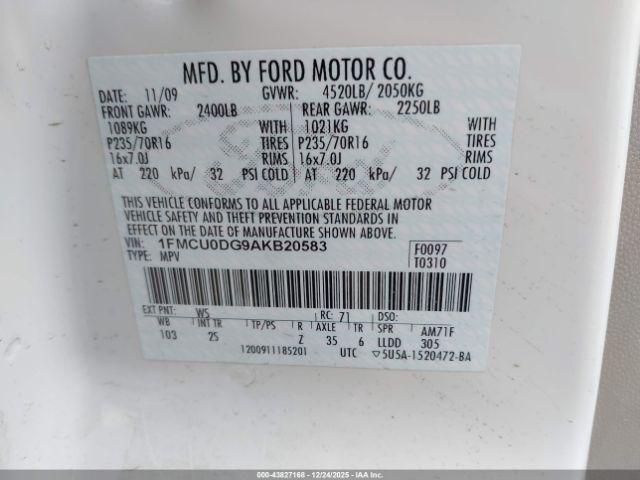 MFD. BY FORD MOTOR CO.
DATE: 11/09 GVWR: 4520LB/ 2050KG
FRONT GAWR: 2400LB REAR GAWR: 2250LB
1089KG WITH 1021KG WITH
P235/70R16 TIRES P235/70R16 TIRES
16x7.0J RIMS 16x7.0J RIMS
AT 220 kPa/ 32 PSI COLD AT 220 kPa/ 32 PSI COLD
THIS VEHICLE CONFORMS TO ALL APPLICABLE FEDERAL MOTOR
VEHICLE SAFETY AND THEFT PREVENTION STANDARDS IN
EFFECT ON THE DATE OF MANUFACTURE SHOWN ABOVE.
VIN: 1FMCU0DG9AKB20583 F0097
TYPE: MPV T0310
EXT PNT: WS RC: 71 DSO:
WB INT TR TP/PS R AXLE TR SPR AM71F
103 25 Z 35 6 LLDD 305
1200911185201 UTC ▽5U5A-1520472-BA
000-43827168 - 12/24/2025 - IAAI.COM